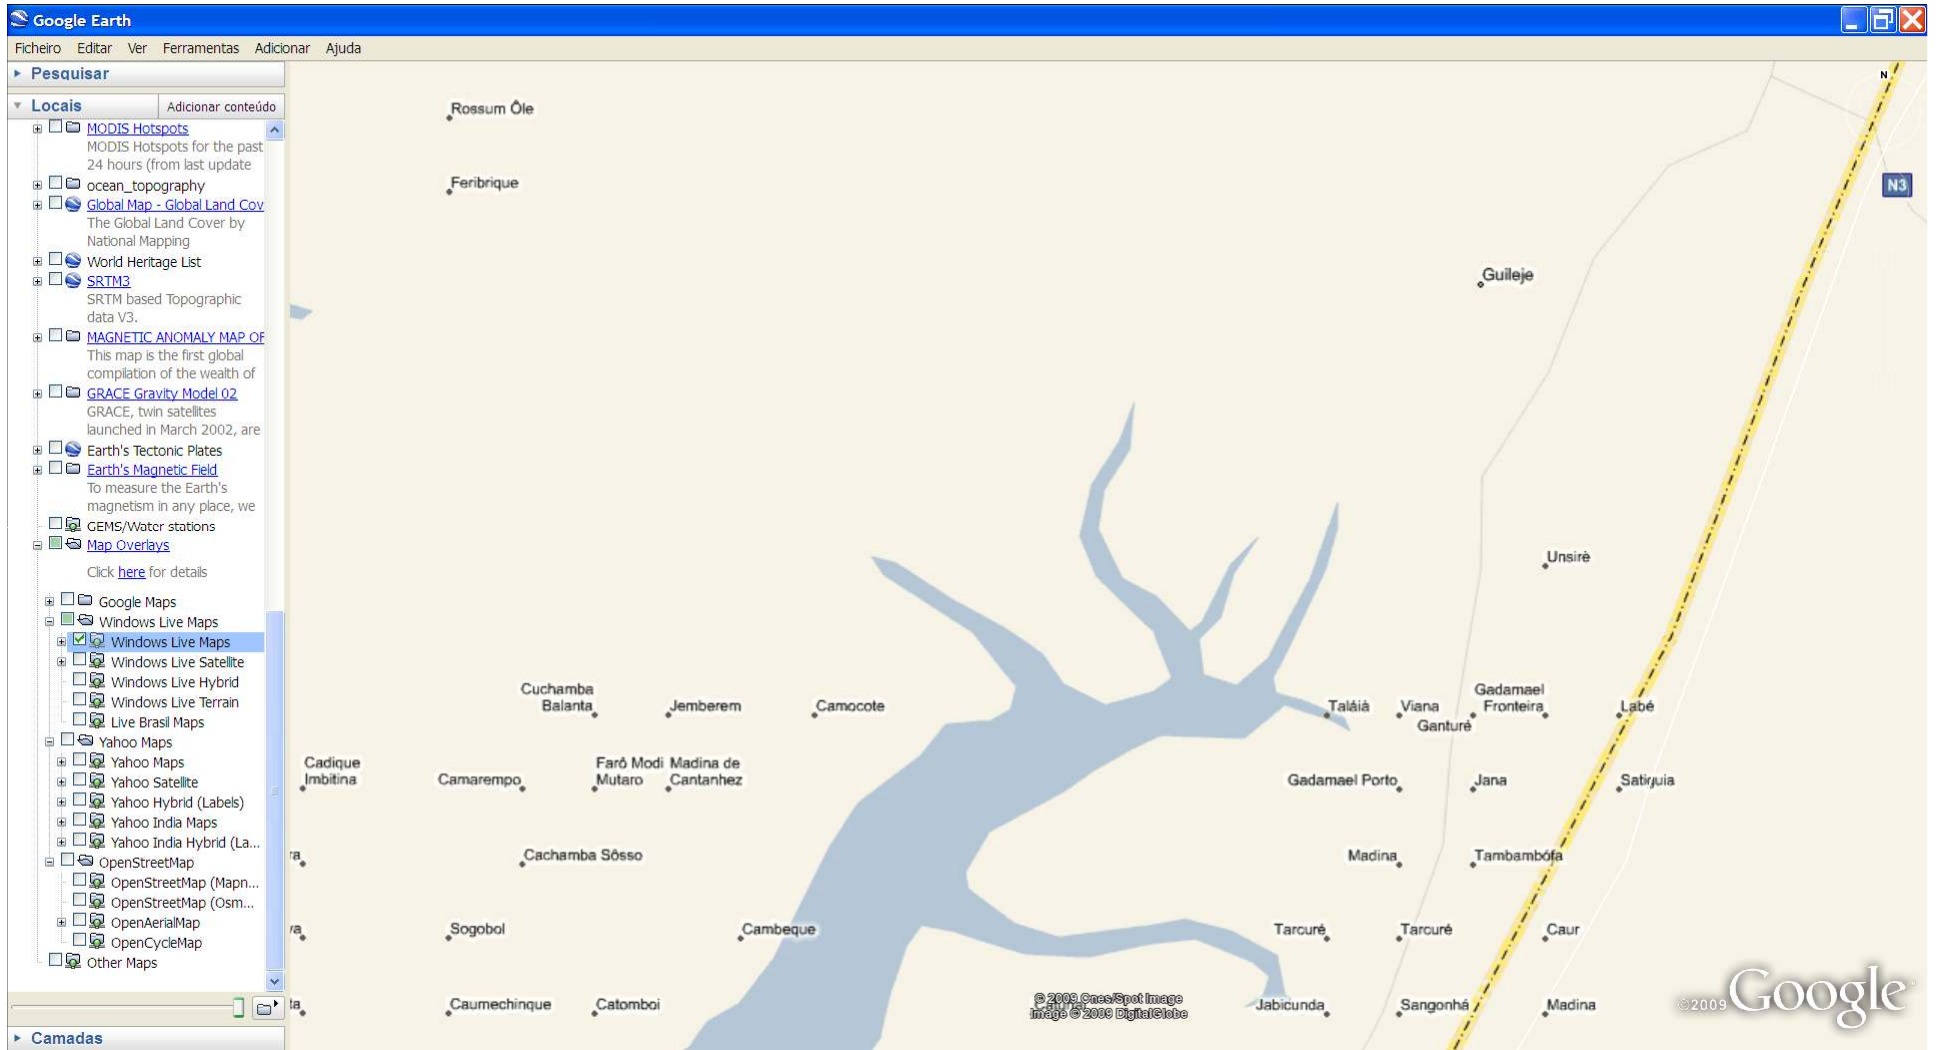 Google Earth
Ficheiro Editar Ver Ferramentas Adicionar Ajuda
Pesquisar
Locais Adicionar conteúdo
MODIS Hotspots
MODIS Hotspots for the past
24 hours (from last update
ocean_topography
Global Map - Global Land Cov
The Global Land Cover by
National Mapping
World Heritage List
SRTM3
SRTM based Topographic
data V3.
MAGNETIC ANOMALY MAP OF
This map is the first global
compilation of the wealth of
GRACE Gravity Model 02
GRACE, twin satellites
launched in March 2002, are
Earth's Tectonic Plates
Earth's Magnetic Field
To measure the Earth's
magnetism in any place, we
GEMS/Water stations
Map Overlays
Click here for details
Google Maps
Windows Live Maps
Windows Live Maps
Windows Live Satellite
Windows Live Hybrid
Windows Live Terrain
Live Brasil Maps
Yahoo Maps
Yahoo Maps
Yahoo Satellite
Yahoo Hybrid (Labels)
Yahoo India Maps
Yahoo India Hybrid (La...
OpenStreetMap
OpenStreetMap (Mapn...
OpenStreetMap (Osm...
OpenAerialMap
OpenCycleMap
Other Maps
Camadas
N
Rossum Ôle
Feribrique
N3
Guileje
Unsirè
Cuchamba
Balanta
Jemberem
Camocote
Taláià
Viana
Ganturé
Gadamael
Fronteira
Labé
Cadique
Imbitina
Camarempo
Farô Modi
Mutaro
Madina de
Cantanhez
Gadamael Porto
Jana
Satiquia
ra
Cachamba Sôsso
Madina
Tambambófa
va
Sogobol
Cambeque
Tarcuré
Tarcuré
Caur
ta
Caumechinque
Catomboi
© 2009 Cnes/Spot Image
Image © 2009 DigitalGlobe
Jabicunda
Sangonhá
Madina
©2009 Google